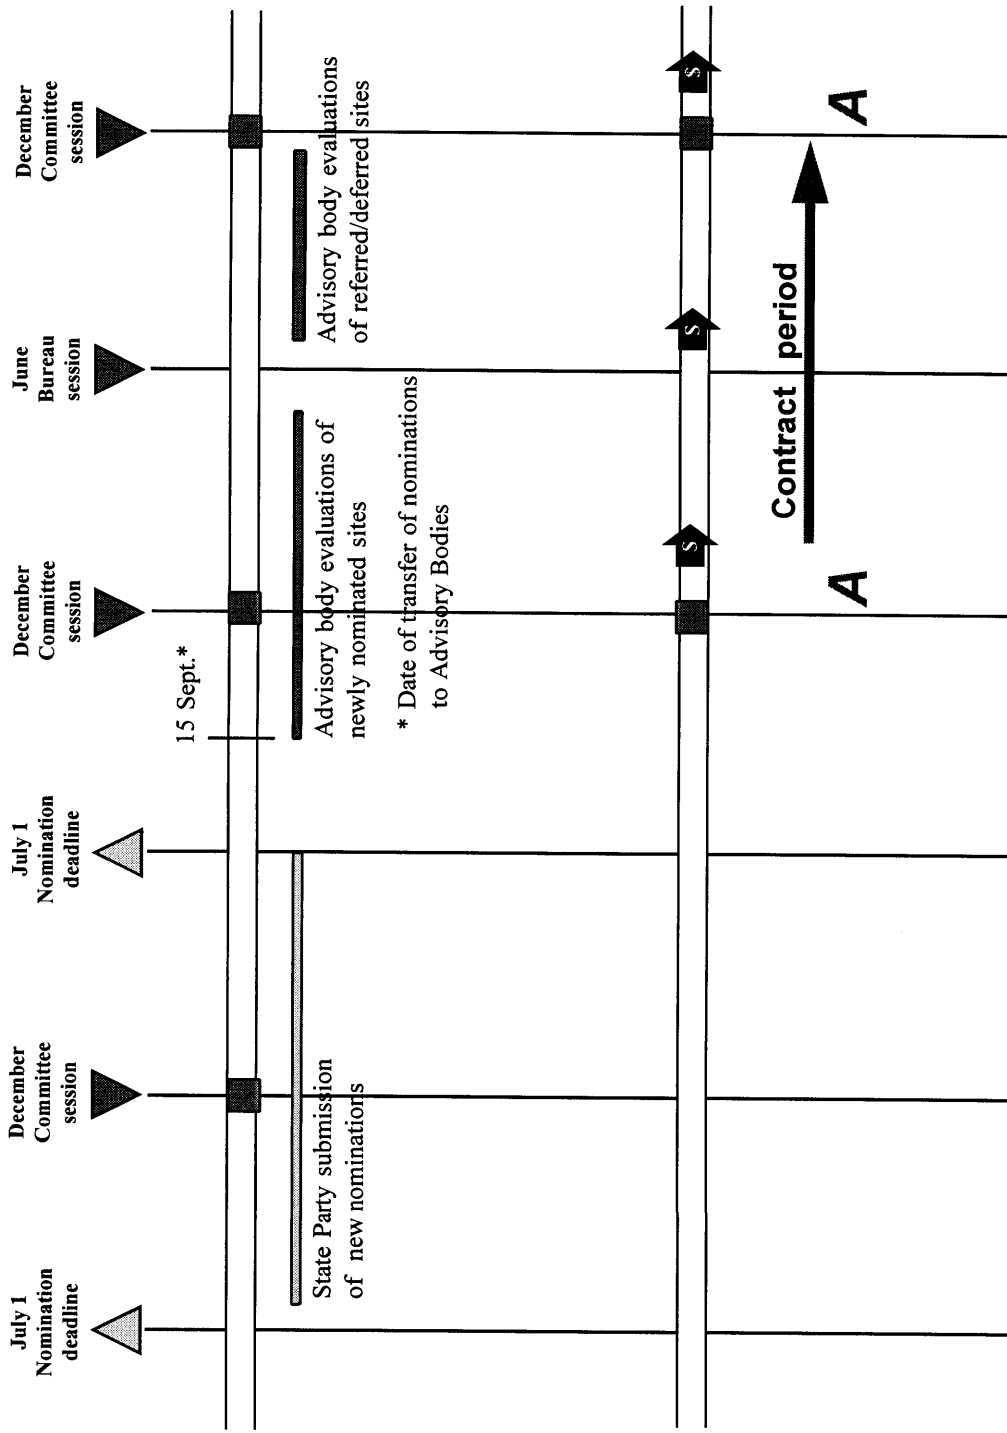 July 1
Nomination
deadline
December
Committee
session
July 1
Nomination
deadline
December
Committee
session
June
Bureau
session
December
Committee
session
15 Sept.*
State Party submission
of new nominations
Advisory body evaluations of
newly nominated sites
* Date of transfer of nominations
to Advisory Bodies
Advisory body evaluations
of referred/deferred sites
S
S
S
Contract period
A
A